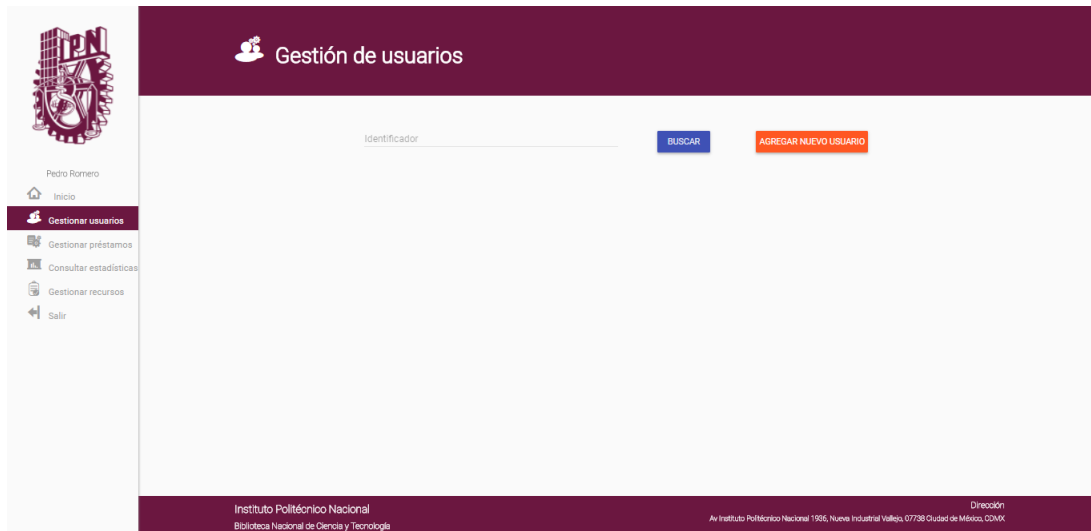 IPN
Gestión de usuarios
Identificador
BUSCAR
AGREGAR NUEVO USUARIO
Pedro Romero
Inicio
Gestionar usuarios
Gestionar préstamos
Consultar estadísticas
Gestionar recursos
Salir
Instituto Politécnico Nacional
Biblioteca Nacional de Ciencia y Tecnología
Dirección
Av Instituto Politécnico Nacional 1936, Nueva Industrial Vallejo, 07738 Ciudad de México, CDMX